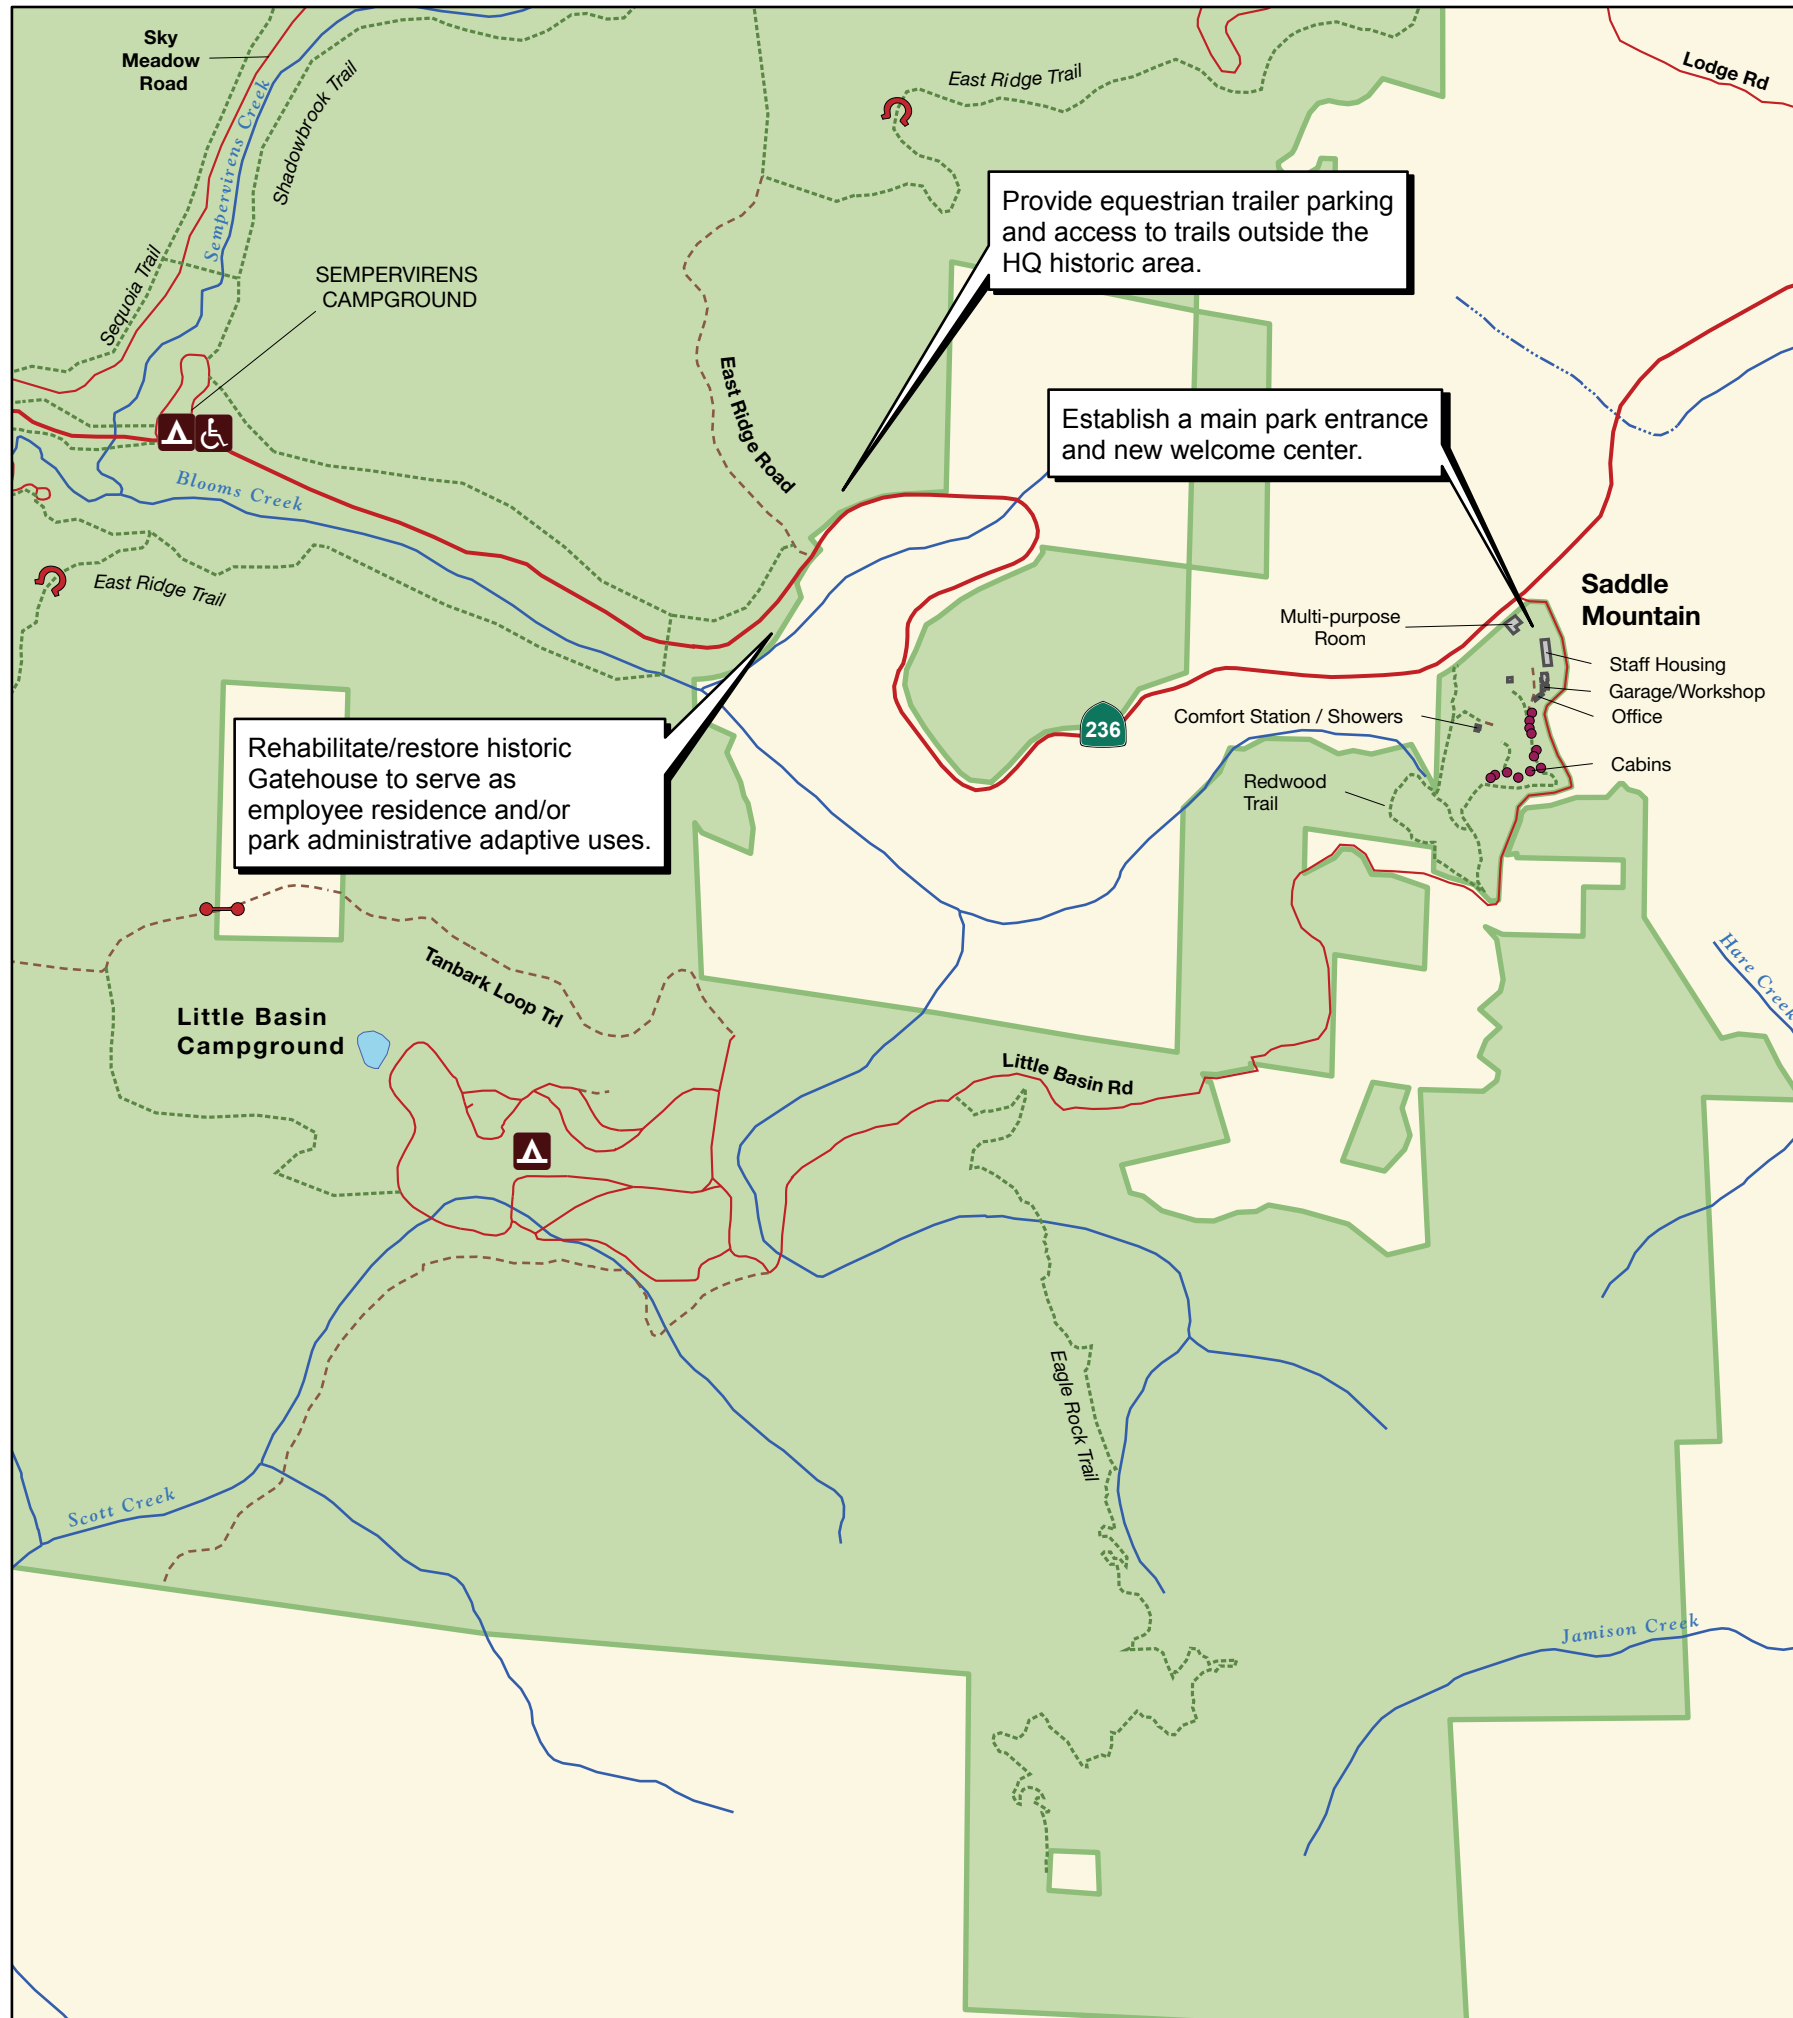 Sky
Meadow
Road
Sempervirens Creek
Shadowbrook Trail
East Ridge Trail
Lodge Rd
Sequoia Trail
SEMPERVIRENS
CAMPGROUND
Provide equestrian trailer parking
and access to trails outside the
HQ historic area.
East Ridge Road
Establish a main park entrance
and new welcome center.
Blooms Creek
East Ridge Trail
Saddle
Mountain
Multi-purpose
Room
Staff Housing
Garage/Workshop
Office
Comfort Station / Showers
236
Cabins
Redwood
Trail
Rehabilitate/restore historic
Gatehouse to serve as
employee residence and/or
park administrative adaptive uses.
Tanbark Loop Trl
Hare Creek
Little Basin
Campground
Little Basin Rd
Eagle Rock Trail
Scott Creek
Jamison Creek